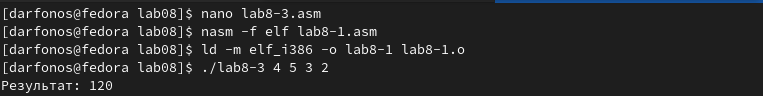 [darfonos@fedora lab08]$ nano lab8-3.asm
[darfonos@fedora lab08]$ nasm -f elf lab8-1.asm
[darfonos@fedora lab08]$ ld -m elf_i386 -o lab8-1 lab8-1.o
[darfonos@fedora lab08]$ ./lab8-3 4 5 3 2
Результат: 120